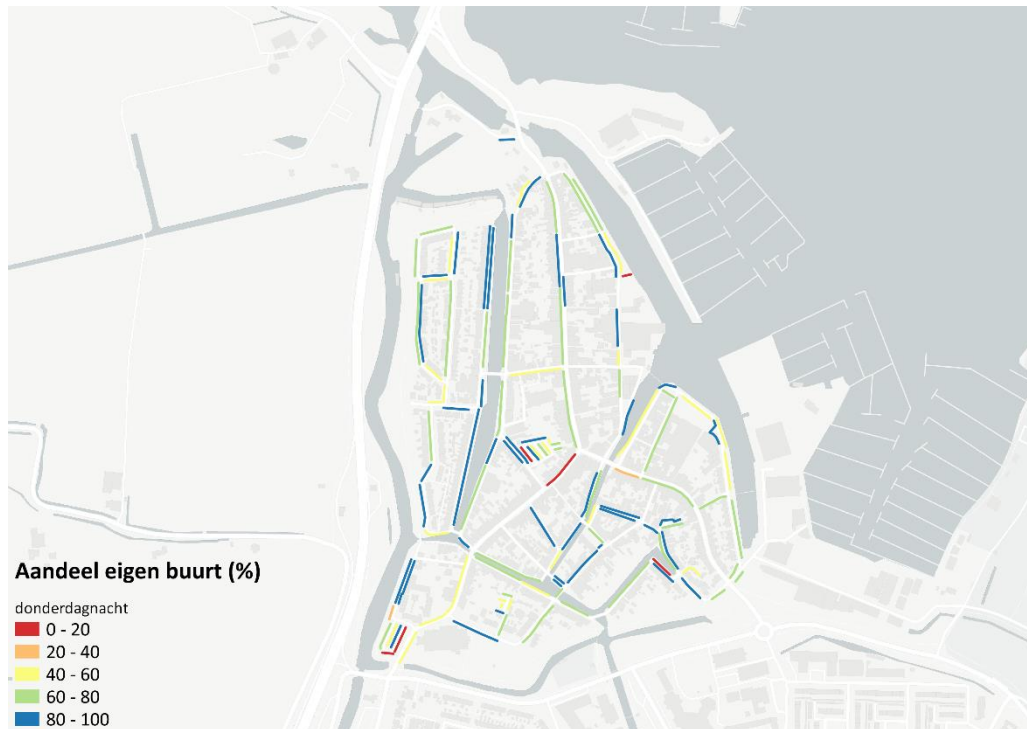 Aandeel eigen buurt (%)
donderdagnacht
0 - 20
20 - 40
40 - 60
60 - 80
80 - 100